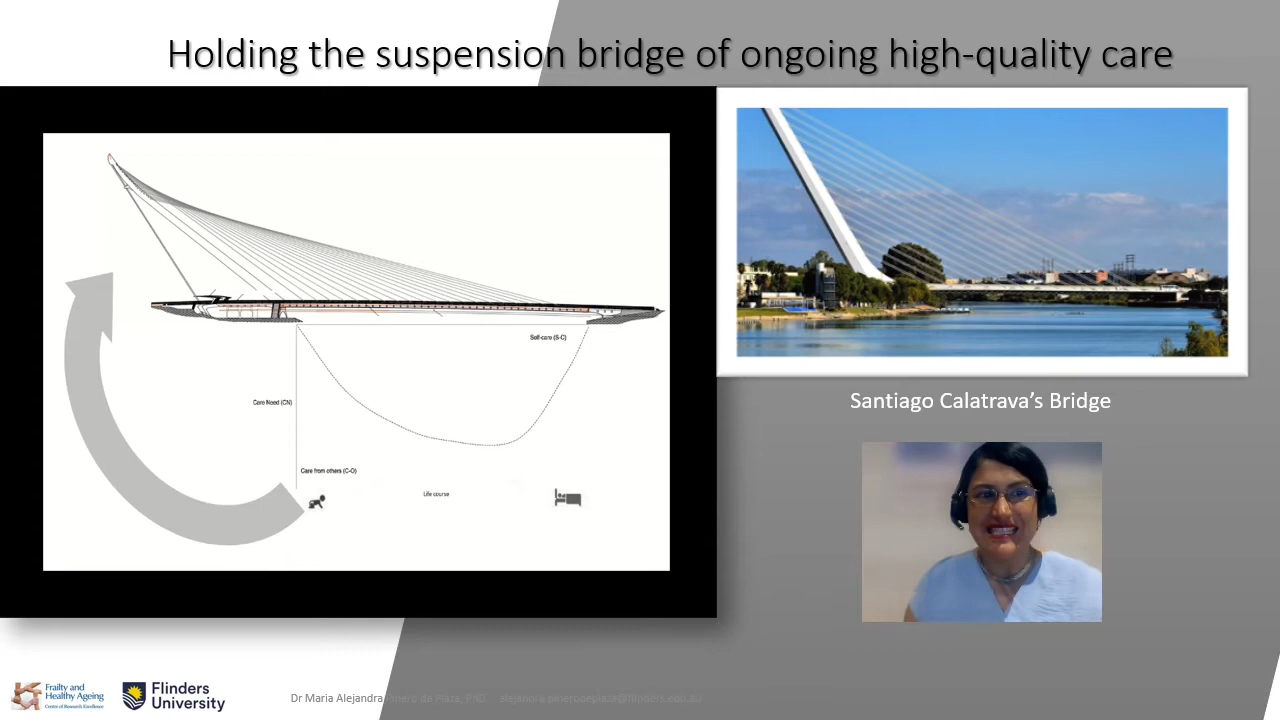 Holding the suspension bridge of ongoing high-quality care
Self-care (S-C)
Care Need (CN)
Care from others (C-O)
Life course
Santiago Calatrava's Bridge
Frailty and
Healthy Ageing
Centre of Research Excellence
Flinders
University
Dr Maria Alejandra Pinero de Plaza, PhD